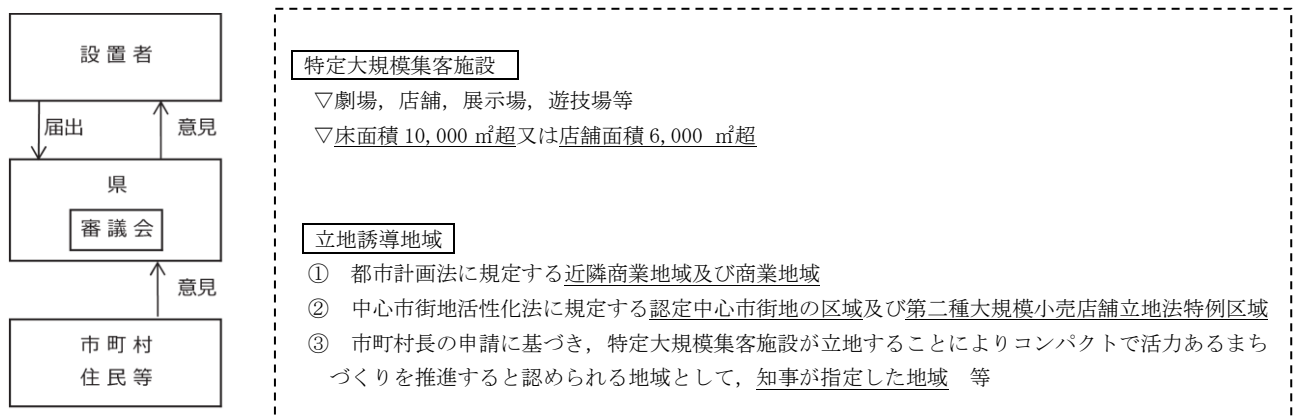 設置者
届出
意見
県
審議会
意見
市町村
住民等
特定大規模集客施設
▽劇場，店舗，展示場，遊技場等
▽床面積 10,000 ㎡超又は店舗面積 6,000 ㎡超
立地誘導地域
① 都市計画法に規定する近隣商業地域及び商業地域
② 中心市街地活性化法に規定する認定中心市街地の区域及び第二種大規模小売店舗立地法特例区域
③ 市町村長の申請に基づき，特定大規模集客施設が立地することによりコンパクトで活力あるまち
づくりを推進すると認められる地域として，知事が指定した地域 等